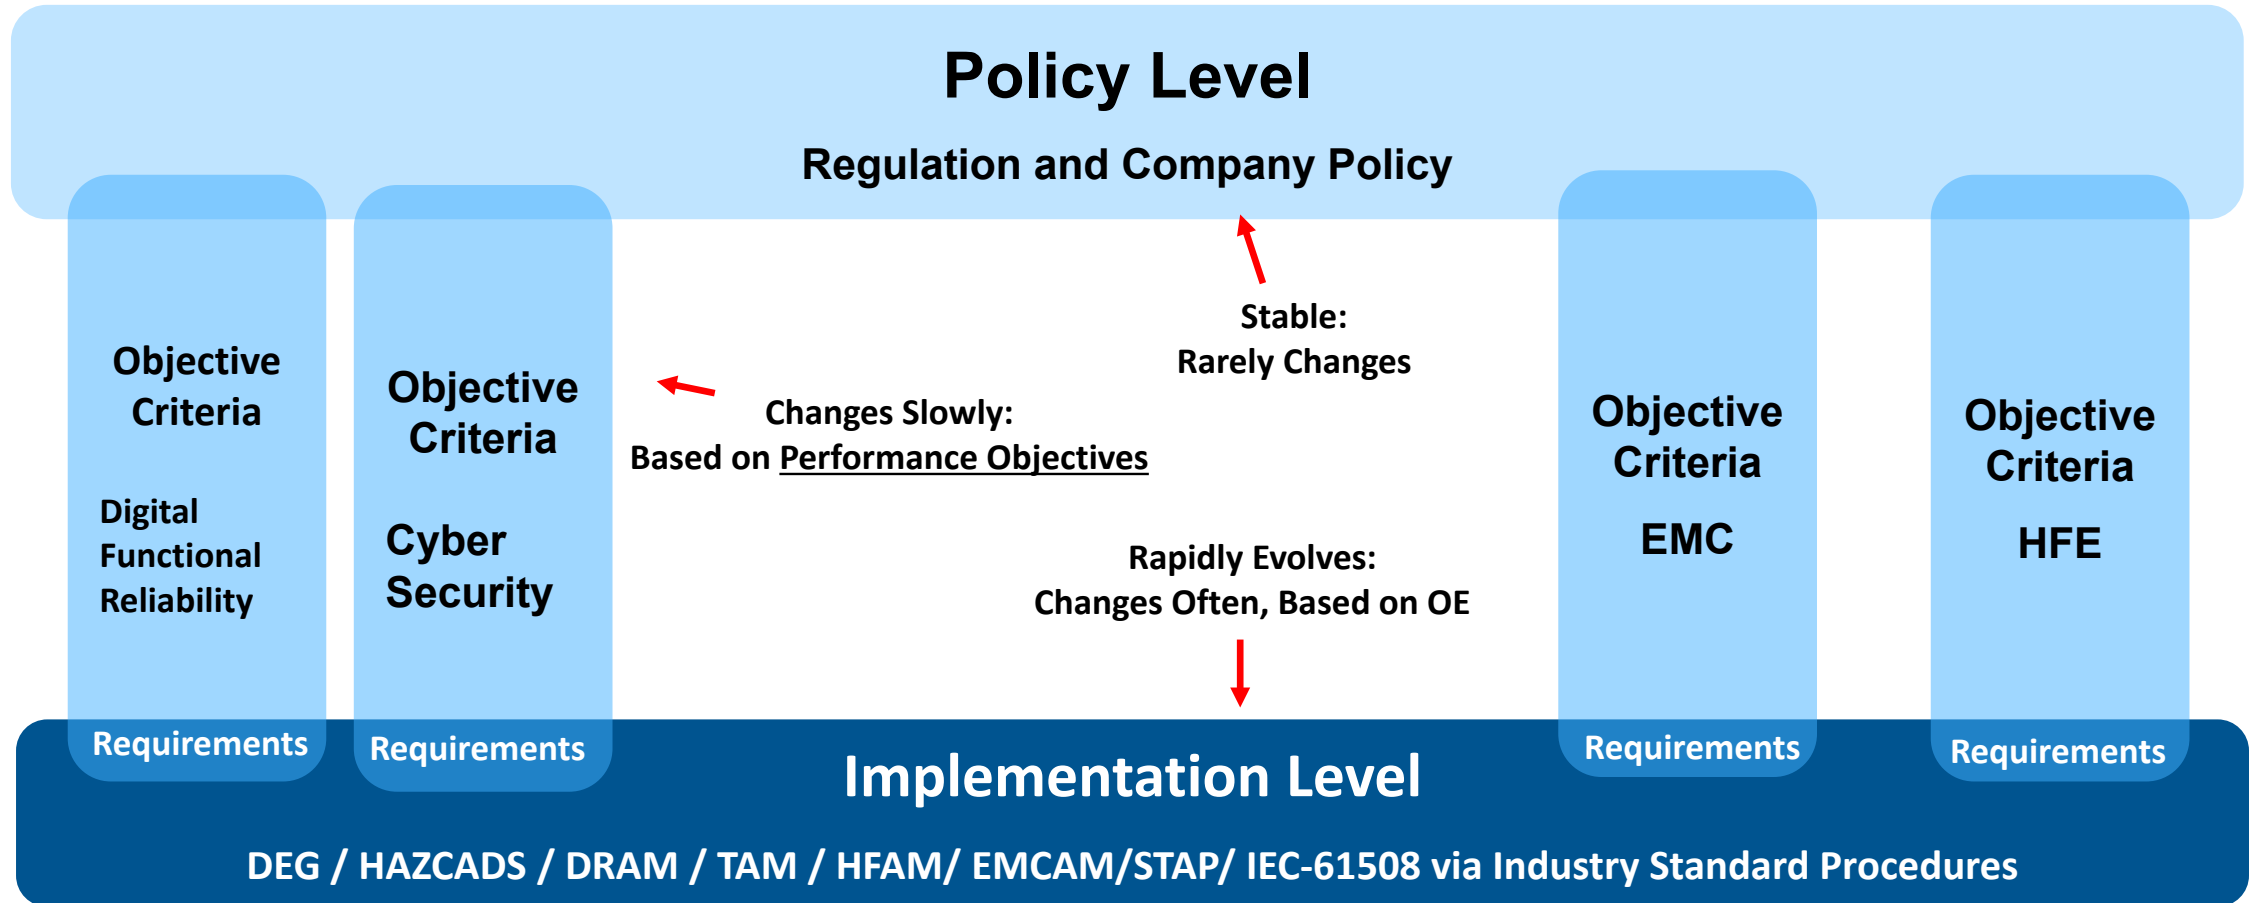 Policy Level
Regulation and Company Policy
Objective
Criteria
Digital
Functional
Reliability
Requirements
Objective
Criteria
Cyber
Security
Requirements
Changes Slowly:
Based on Performance Objectives
Stable:
Rarely Changes
Rapidly Evolves:
Changes Often, Based on OE
Objective
Criteria
EMC
Requirements
Objective
Criteria
HFE
Requirements
Implementation Level
DEG / HAZCADS / DRAM / TAM / HFAM/ EMCAM/STAP/ IEC-61508 via Industry Standard Procedures